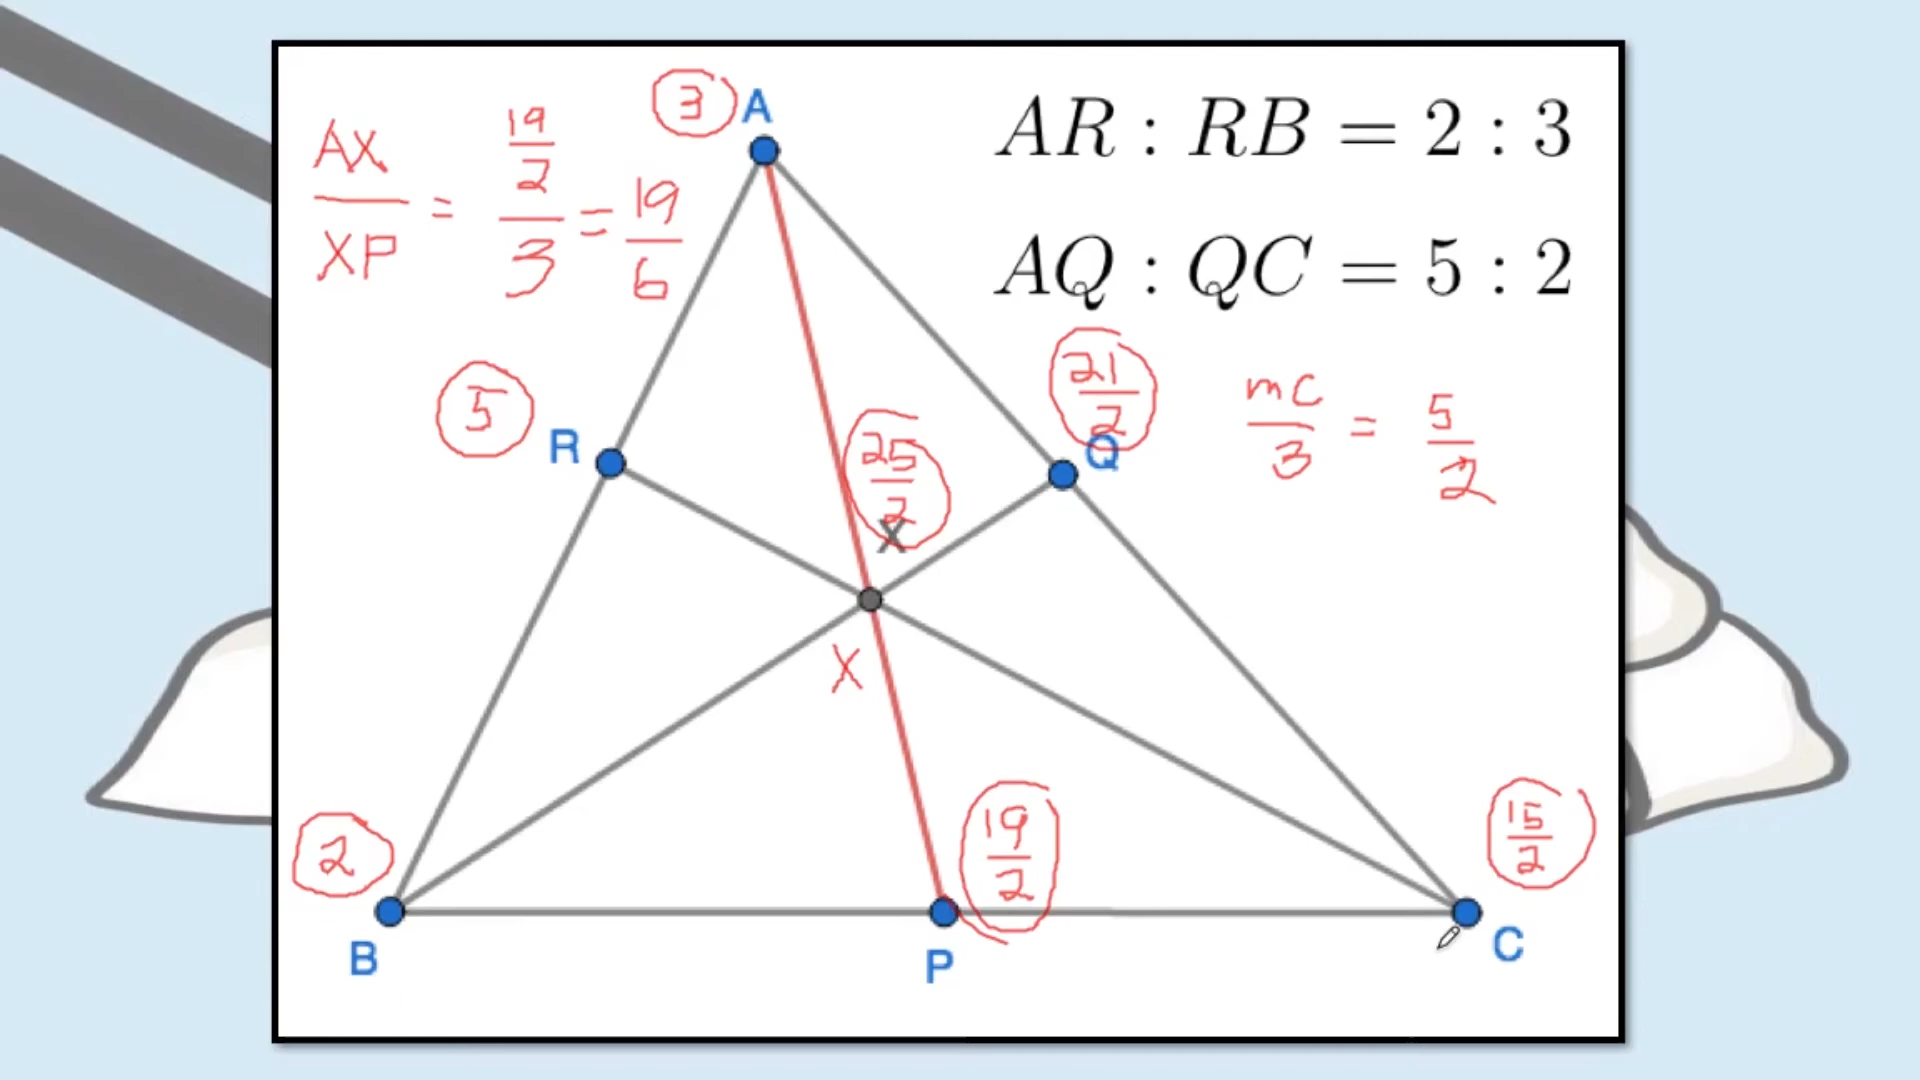 AX/XP = (19/2)/3 = 19/6
3
A
AR : RB = 2 : 3
AQ : QC = 5 : 2
5
R
25/2
X
21/2
Q
mC/3 = 5/2
X
2
B
19/2
P
15/2
C